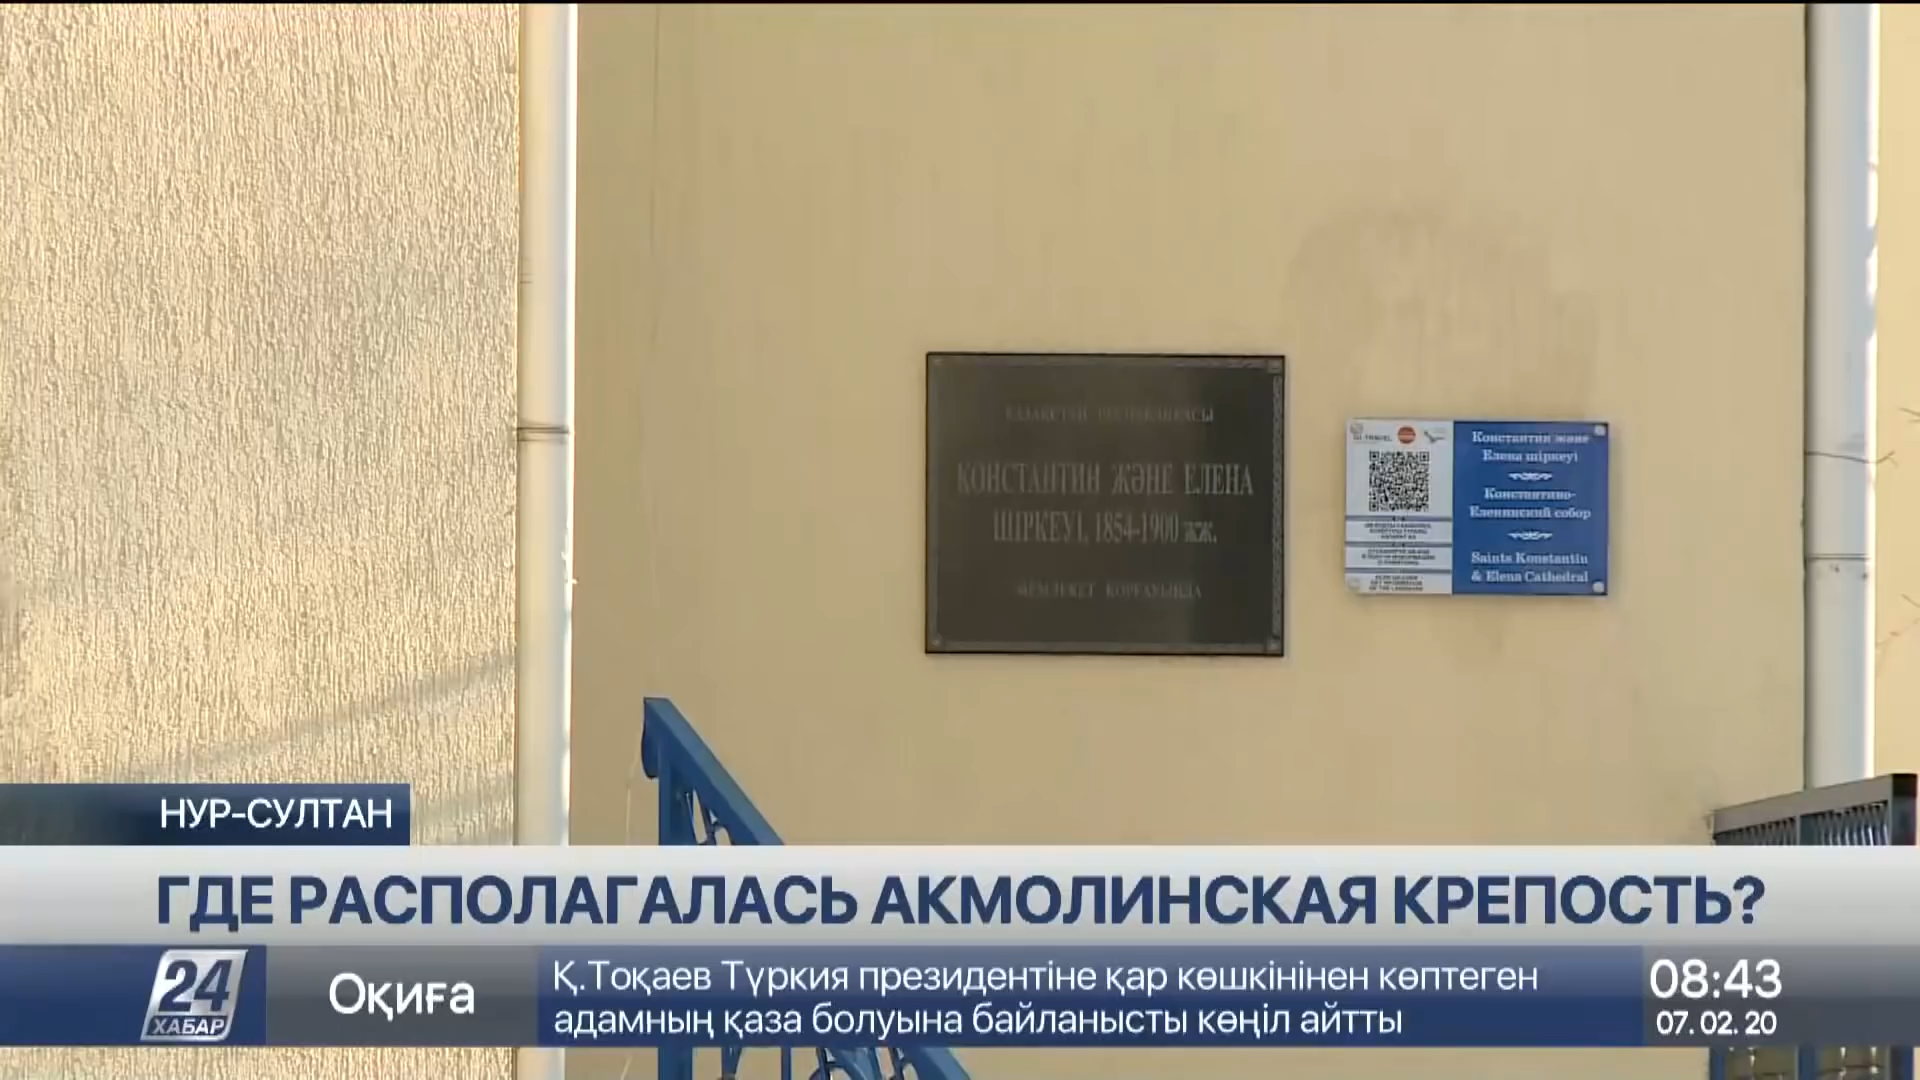 ҚАЗАҚСТАН РЕСПУБЛИКАСЫ
КОНСТАНТИН ЖӘНЕ ЕЛЕНА
ШІРКЕУІ, 1854-1900 жж.
МЕМЛЕКЕТ ҚОРҒАУЫНДА
Константин және
Елена шіркеуі
Константино-
Еленинский собор
Saints Konstantin
& Elena Cathedral
НУР-СУЛТАН
ГДЕ РАСПОЛАГАЛАСЬ АКМОЛИНСКАЯ КРЕПОСТЬ?
24
ХАБАР
Оқиға
Қ.Тоқаев Түркия президентіне қар көшкінінен көптеген
адамның қаза болуына байланысты көңіл айтты
08:43
07. 02. 20